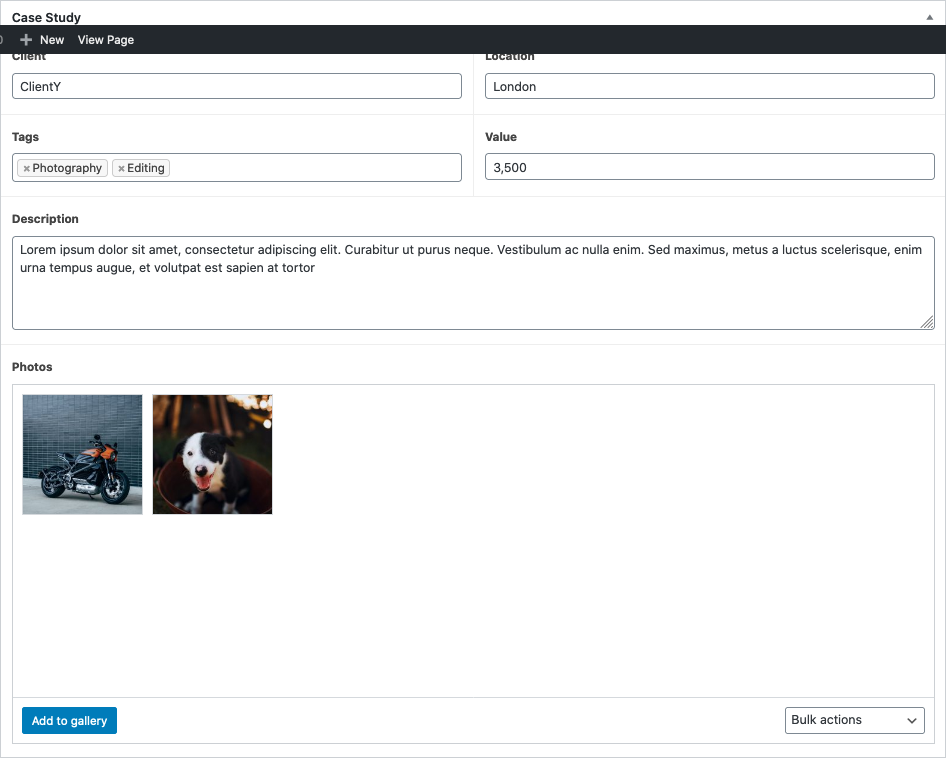 Case Study
New View Page
Client Location
ClientY London
Tags Value
×Photography ×Editing 3,500
Description
Lorem ipsum dolor sit amet, consectetur adipiscing elit. Curabitur ut purus neque. Vestibulum ac nulla enim. Sed maximus, metus a luctus scelerisque, enim
urna tempus augue, et volutpat est sapien at tortor
Photos
Add to gallery Bulk actions